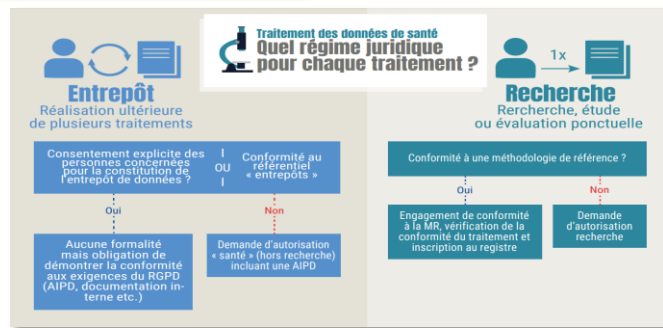 Traitement des données de santé
Quel régime juridique
pour chaque traitement ?
Entrepôt
Réalisation ultérieure
de plusieurs traitements
Consentement explicite des
personnes concernées
pour la constitution de
l'entrepôt de données ?
I
OU
I
Conformité au
référentiel
« entrepôts »
Oui
Non
Aucune formalité
mais obligation de
démontrer la conformité
aux exigences du RGPD
(AIPD, documentation in-
terne etc.)
Demande d'autorisation
« santé » (hors recherche)
incluant une AIPD
1x
Recherche
Rercherche, étude
ou évaluation ponctuelle
Conformité à une méthodologie de référence ?
Oui
Non
Engagement de conformité
à la MR, vérification de la
conformité du traitement et
inscription au registre
Demande
d'autorisation
recherche